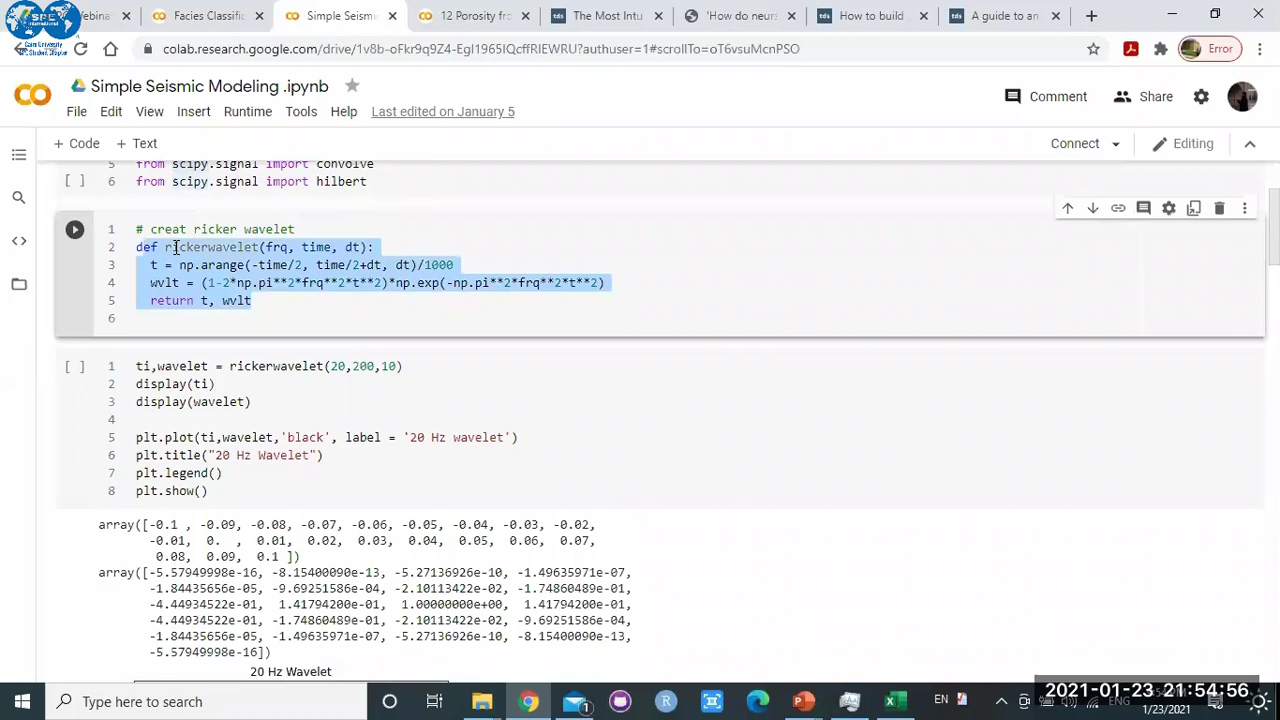 SPE
International
Cairo University
SPE Student Chapter
Webinar
Facies classific
Simple Seismic
Pandas
The Most Intu
How do neur
How to build
A guide to an
colab.research.google.com/drive/
?authuser=1#scrollTo=oT6vsuMcnPSO
Error
Simple Seismic Modeling .ipynb
Comment
Share
File Edit View Insert Runtime Tools Help Last edited on January 5
+ Code + Text
Connect
Editing
5 from scipy.signal import convolve
[ ] 6 from scipy.signal import hilbert
1 # creat ricker wavelet
2 def rickerwavelet(frq, time, dt):
3 t = np.arange(-time/2, time/2+dt, dt)/1000
4 wvlt = (1-2*np.pi**2*frq**2*t**2)*np.exp(-np.pi**2*frq**2*t**2)
5 return t, wvlt
6
[ ] 1 ti,wavelet = rickerwavelet(20,200,10)
2 display(ti)
3 display(wavelet)
4
5 plt.plot(ti,wavelet,'black', label = '20 Hz wavelet')
6 plt.title("20 Hz Wavelet")
7 plt.legend()
8 plt.show()
array([-0.1 , -0.09, -0.08, -0.07, -0.06, -0.05, -0.04, -0.03, -0.02,
-0.01, 0. , 0.01, 0.02, 0.03, 0.04, 0.05, 0.06, 0.07,
0.08, 0.09, 0.1 ])
array([-5.57949998e-16, -8.15400090e-13, -5.27136926e-10, -1.49635971e-07,
-1.84435656e-05, -9.69251586e-04, -2.10113422e-02, -1.74860489e-01,
-4.44934522e-01, 1.41794200e-01, 1.00000000e+00, 1.41794200e-01,
-4.44934522e-01, -1.74860489e-01, -2.10113422e-02, -9.69251586e-04,
-1.84435656e-05, -1.49635971e-07, -5.27136926e-10, -8.15400090e-13,
-5.57949998e-16])
20 Hz Wavelet
Type here to search
EN
ENG
2021-01-23 21:54:56
1/23/2021